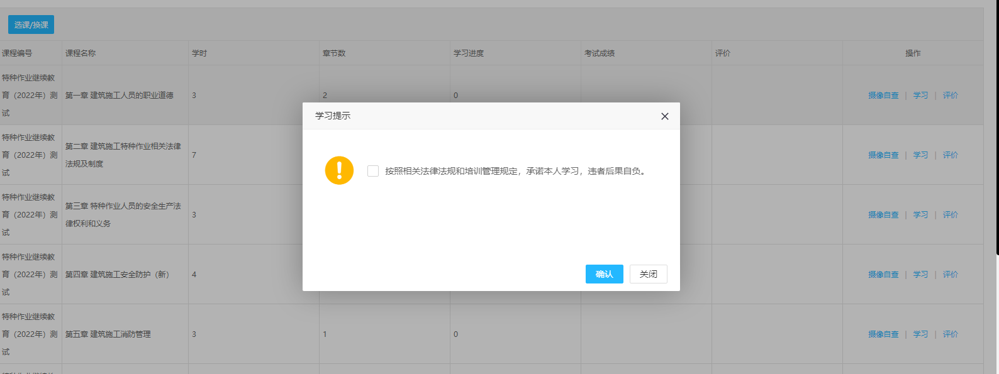 选课/换课
课程编号 课程名称 学时 章节数 学习进度 考试成绩 评价 操作
特种作业继续教
育（2022年）测
试
第一章 建筑施工人员的职业道德 3 2 0 摄像自查 | 学习 | 评价
特种作业继续教
育（2022年）测
试
第二章 建筑施工特种作业相关法律
法规及制度
7 摄像自查 | 学习 | 评价
特种作业继续教
育（2022年）测
试
第三章 特种作业人员的安全生产法
律权利和义务
3 摄像自查 | 学习 | 评价
特种作业继续教
育（2022年）测
试
第四章 建筑施工安全防护（新） 4 摄像自查 | 学习 | 评价
特种作业继续教
育（2022年）测
试
第五章 建筑施工消防管理 3 1 0 摄像自查 | 学习 | 评价
学习提示
按照相关法律法规和培训管理规定，承诺本人学习，违者后果自负。
确认 关闭